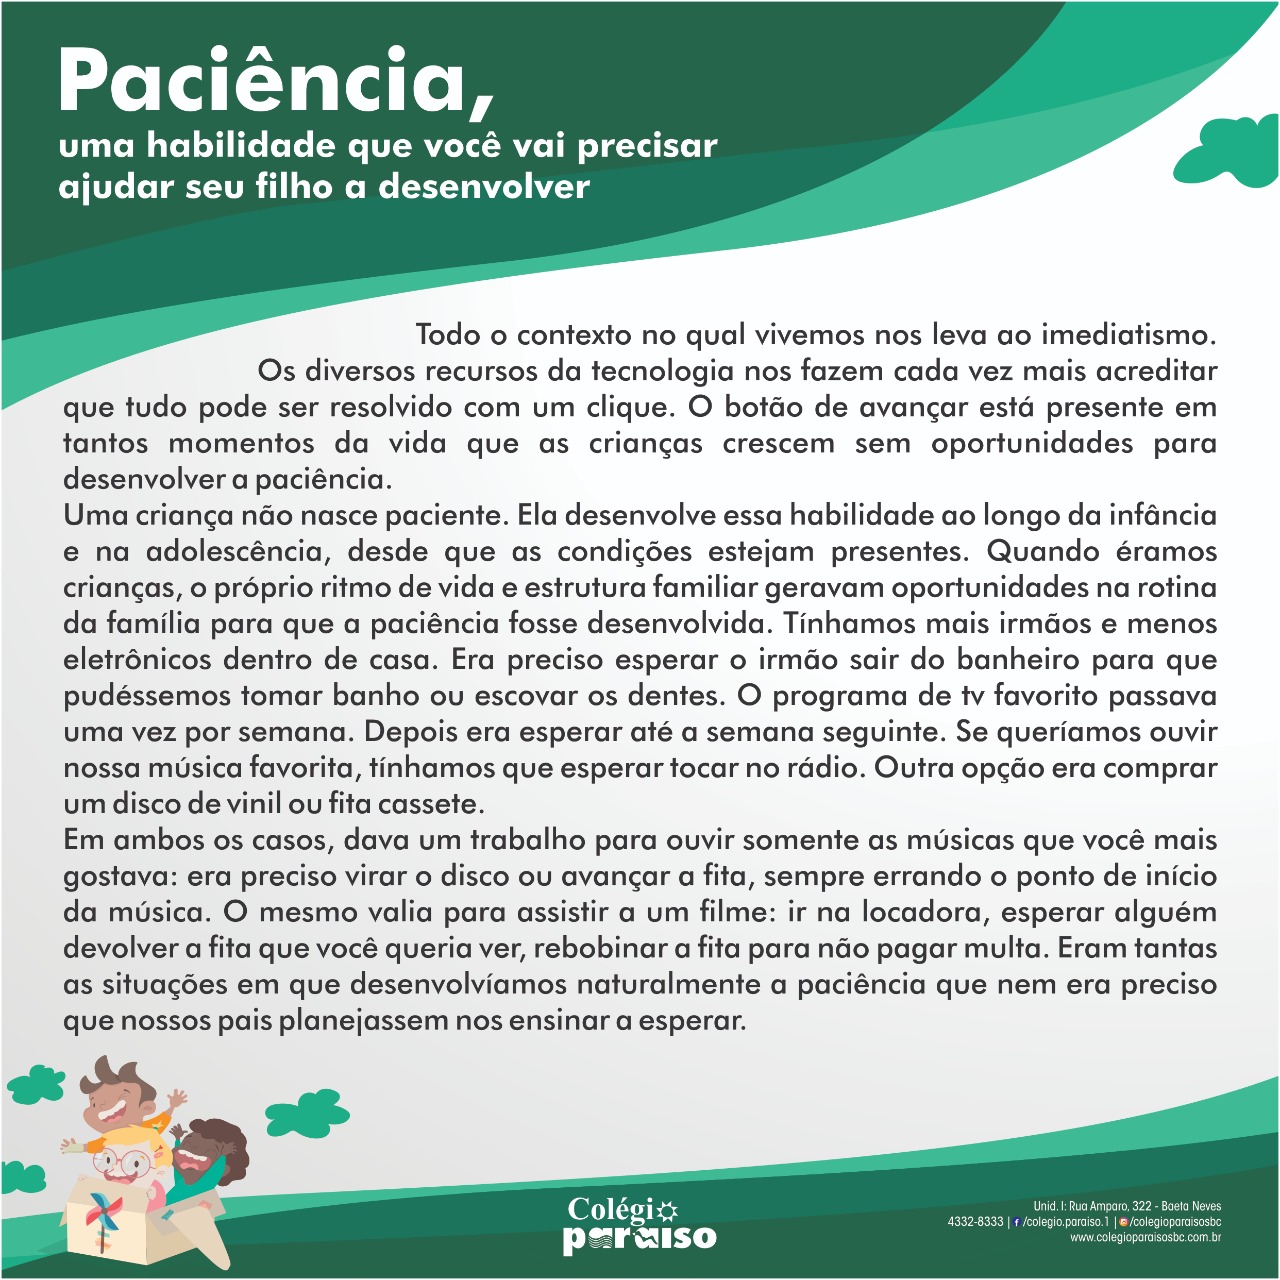 Paciência,
uma habilidade que você vai precisar
ajudar seu filho a desenvolver
Todo o contexto no qual vivemos nos leva ao imediatismo.
Os diversos recursos da tecnologia nos fazem cada vez mais acreditar
que tudo pode ser resolvido com um clique. O botão de avançar está presente em
tantos momentos da vida que as crianças crescem sem oportunidades para
desenvolver a paciência.
Uma criança não nasce paciente. Ela desenvolve essa habilidade ao longo da infância
e na adolescência, desde que as condições estejam presentes. Quando éramos
crianças, o próprio ritmo de vida e estrutura familiar geravam oportunidades na rotina
da família para que a paciência fosse desenvolvida. Tínhamos mais irmãos e menos
eletrônicos dentro de casa. Era preciso esperar o irmão sair do banheiro para que
pudéssemos tomar banho ou escovar os dentes. O programa de tv favorito passava
uma vez por semana. Depois era esperar até a semana seguinte. Se queríamos ouvir
nossa música favorita, tínhamos que esperar tocar no rádio. Outra opção era comprar
um disco de vinil ou fita cassete.
Em ambos os casos, dava um trabalho para ouvir somente as músicas que você mais
gostava: era preciso virar o disco ou avançar a fita, sempre errando o ponto de início
da música. O mesmo valia para assistir a um filme: ir na locadora, esperar alguém
devolver a fita que você queria ver, rebobinar a fita para não pagar multa. Eram tantas
as situações em que desenvolvíamos naturalmente a paciência que nem era preciso
que nossos pais planejassem nos ensinar a esperar.
Colégio
paraiso
Unid. I: Rua Amparo, 322 - Baeta Neves
4332-8333 | f /colegio.paraiso.1 | /colegioparaisosbc
www.colegioparaisosbc.com.br